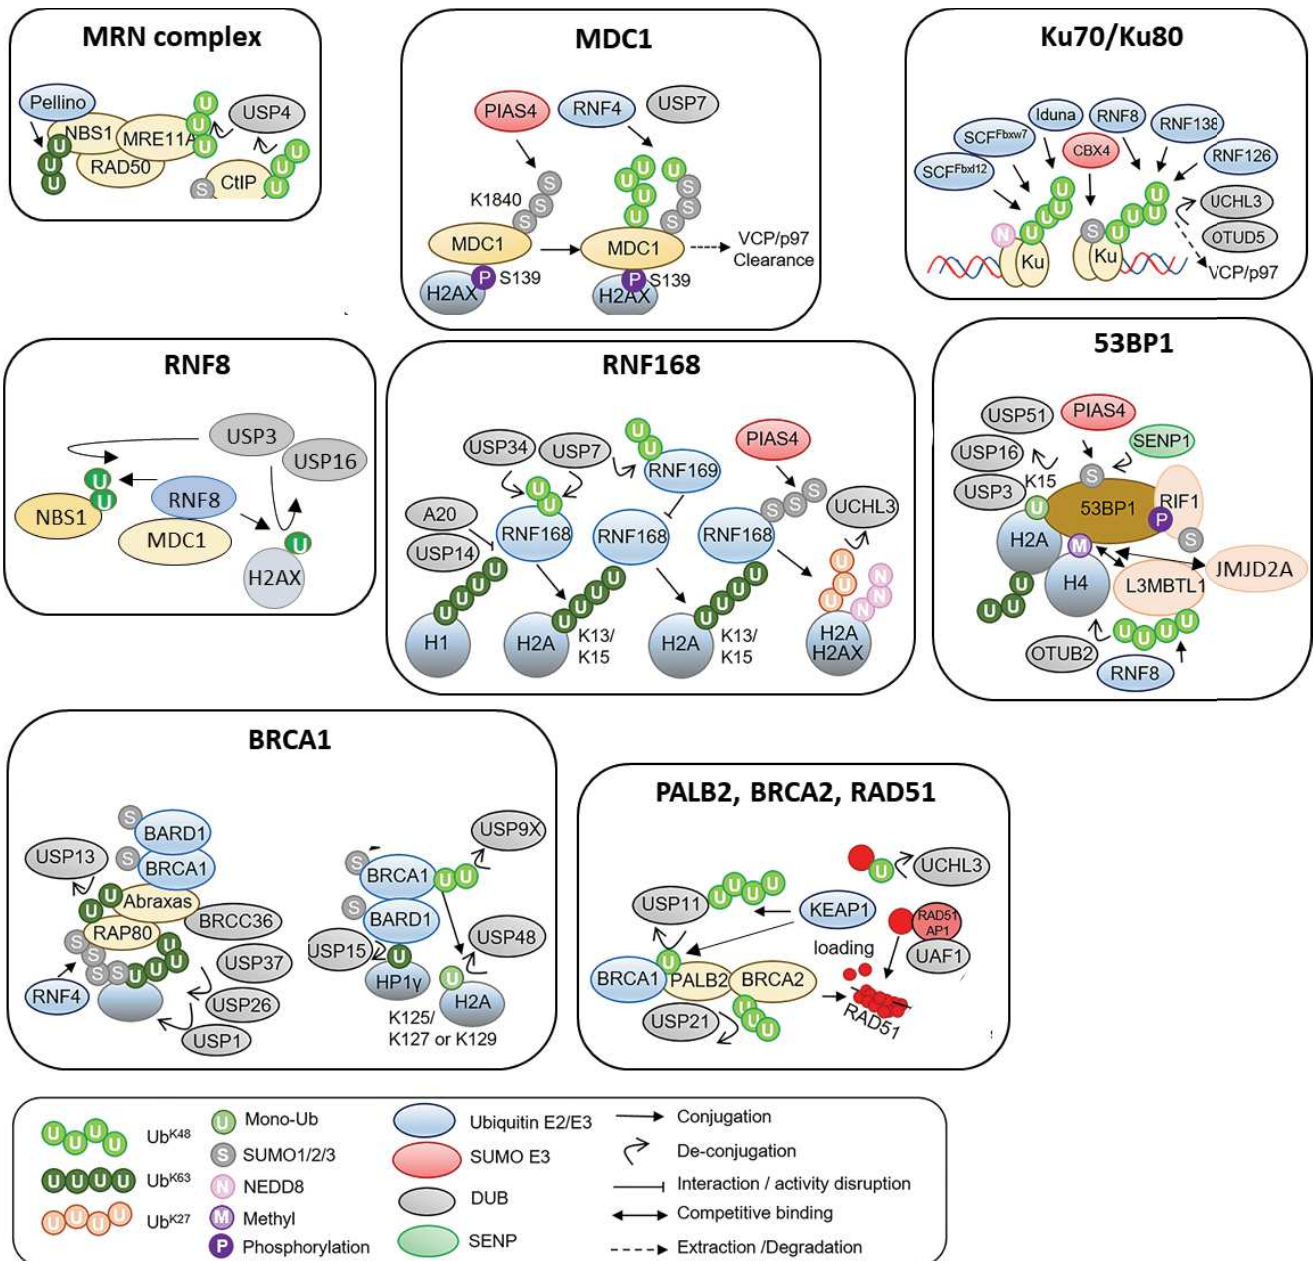 MRN complex
Pellino
NBS1
MRE11A
RAD50
USP4
CtIP
U
U
U
U
U
U
U
U
U
S
MDC1
PIAS4
RNF4
USP7
K1840
S
S
S
MDC1
P
S139
H2AX
U
U
U
U
S
S
S
MDC1
P
S139
H2AX
VCP/p97
Clearance
Ku70/Ku80
SCFFbxl12
SCFFbxw7
Iduna
CBX4
RNF8
RNF138
RNF126
UCHL3
OTUD5
VCP/p97
N
U
U
U
U
Ku
S
U
U
U
U
Ku
RNF8
USP3
USP16
U
U
NBS1
RNF8
MDC1
U
H2AX
RNF168
USP34
USP7
U
U
RNF169
PIAS4
A20
USP14
U
U
RNF168
RNF168
RNF168
S
S
S
UCHL3
U
U
U
U
H1
U
U
U
U
H2A
K13/
K15
U
U
U
U
H2A
K13/
K15
U
U
U
N
N
N
H2A
H2AX
53BP1
USP51
USP16
USP3
PIAS4
SENP1
K15
S
U
53BP1
RIF1
P
S
H2A
M
H4
U
U
U
L3MBTL1
JMJD2A
U
U
U
U
OTUB2
RNF8
BRCA1
S
BARD1
S
BRCA1
USP13
U
U
Abraxas
RAP80
BRCC36
S
S
S
S
U
U
U
U
RNF4
USP37
USP26
USP1
S
BRCA1
U
U
USP9X
S
BARD1
USP15
U
HP1γ
USP48
U
H2A
K125/
K127 or K129
PALB2, BRCA2, RAD51
U
UCHL3
USP11
U
U
U
U
KEAP1
RAD51
AP1
UAF1
loading
BRCA1
U
PALB2
BRCA2
USP21
U
U
U
RAD51
U
U
U
U
UbK48
U
U
U
U
UbK63
U
U
U
U
UbK27
U
Mono-Ub
S
SUMO1/2/3
N
NEDD8
M
Methyl
P
Phosphorylation
Ubiquitin E2/E3
SUMO E3
DUB
SENP
Conjugation
De-conjugation
Interaction / activity disruption
Competitive binding
Extraction /Degradation